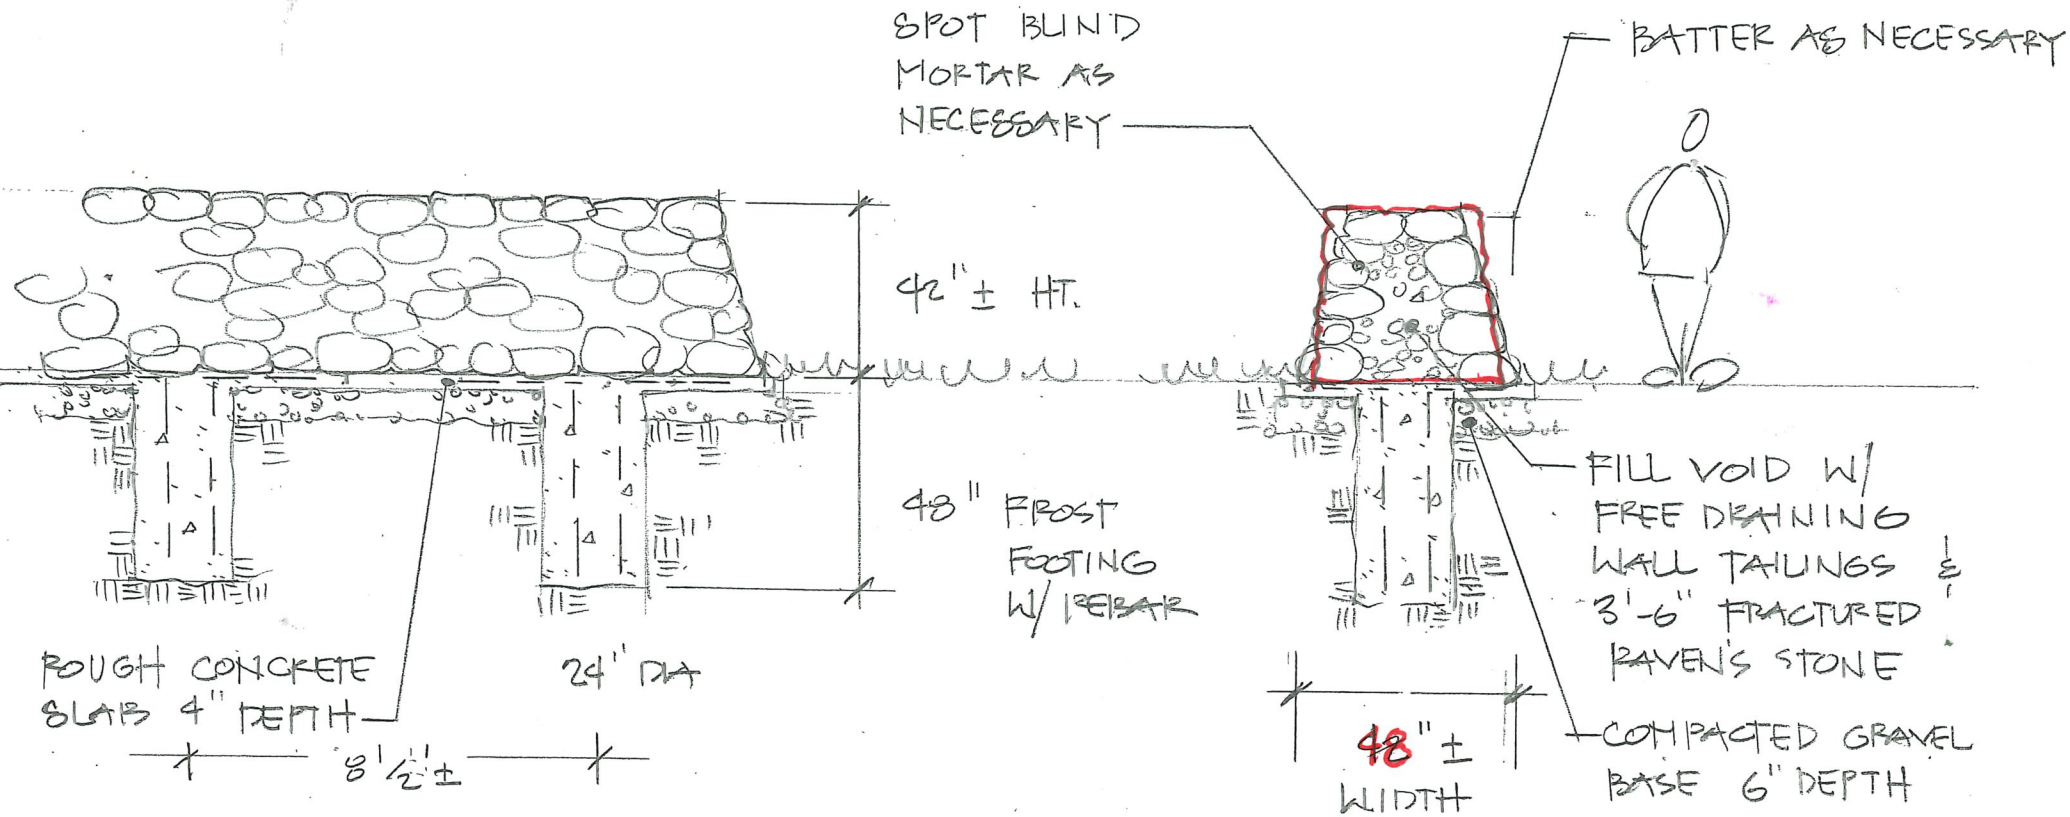 SPOT BLIND
MORTAR AS
NECESSARY
BATTER AS NECESSARY
42"± HT.
48" FROST
FOOTING
W/ REBAR
ROUGH CONCRETE
SLAB 4" DEPTH
24" DIA
8'½'±
48"±
WIDTH
FILL VOID W/
FREE DRAINING
WALL TAILINGS &
3'-6" FRACTURED
RAVEN'S STONE
COMPACTED GRAVEL
BASE 6" DEPTH